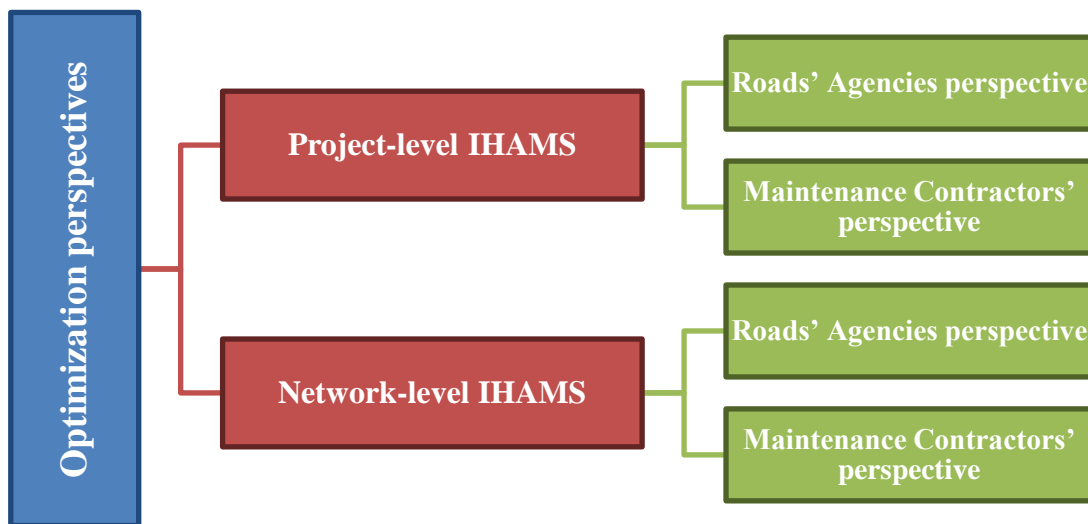 Optimization perspectives
Project-level IHAMS
Roads’ Agencies perspective
Maintenance Contractors’
perspective
Network-level IHAMS
Roads’ Agencies perspective
Maintenance Contractors’
perspective